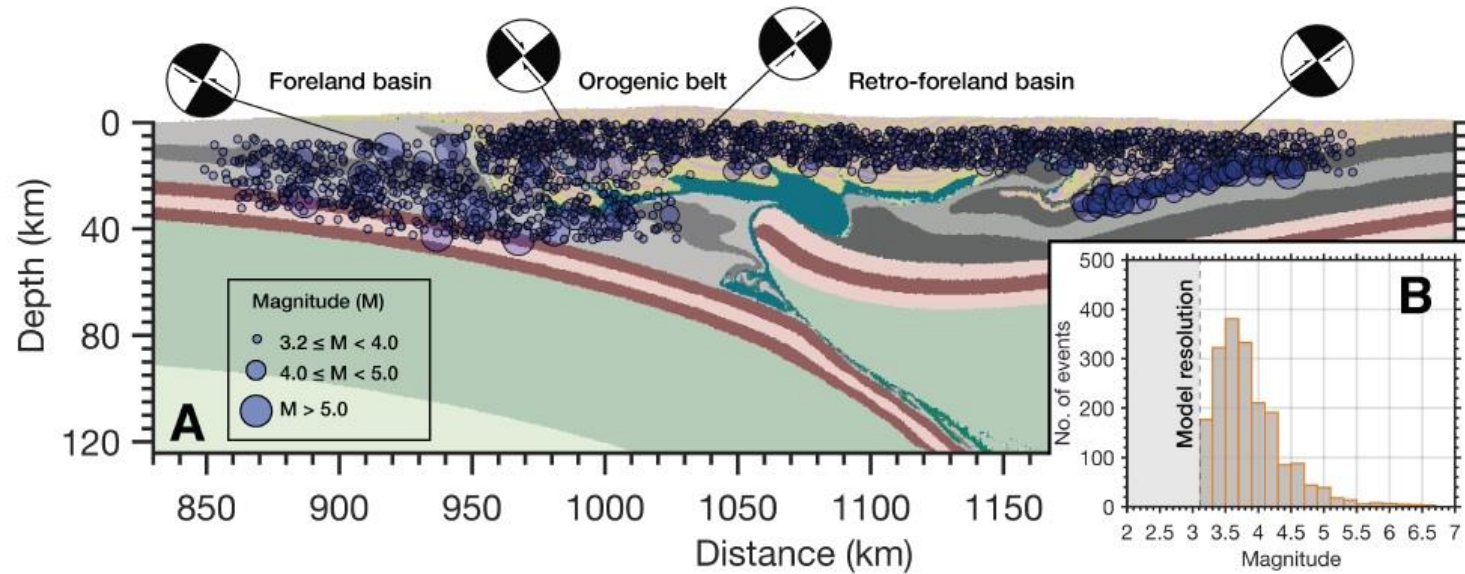 Foreland basin
Orogenic belt
Retro-foreland basin
Depth (km)
0
40
80
120
Magnitude (M)
3.2 ≤ M < 4.0
4.0 ≤ M < 5.0
M > 5.0
A
850 900 950 1000 1050 1100 1150
Distance (km)
B
No. of events
500
400
300
200
100
0
Model resolution
2 2.5 3 3.5 4 4.5 5 5.5 6 6.5 7
Magnitude